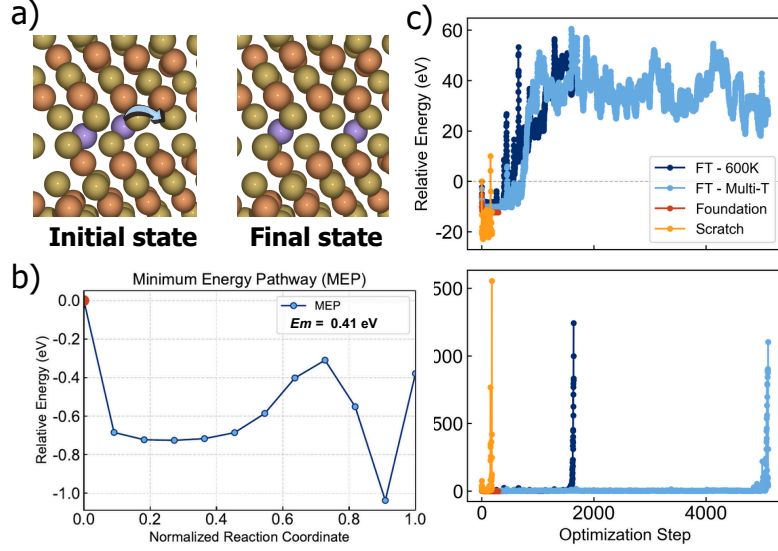 a)
Initial state
Final state
b)
Minimum Energy Pathway (MEP)
MEP
Em = 0.41 eV
0.0
-0.2
-0.4
-0.6
-0.8
-1.0
Relative Energy (eV)
0.0 0.2 0.4 0.6 0.8 1.0
Normalized Reaction Coordinate
c)
60
40
20
0
-20
Relative Energy (eV)
FT - 600K
FT - Multi-T
Foundation
Scratch
500
000
500
0
0 2000 4000
Optimization Step